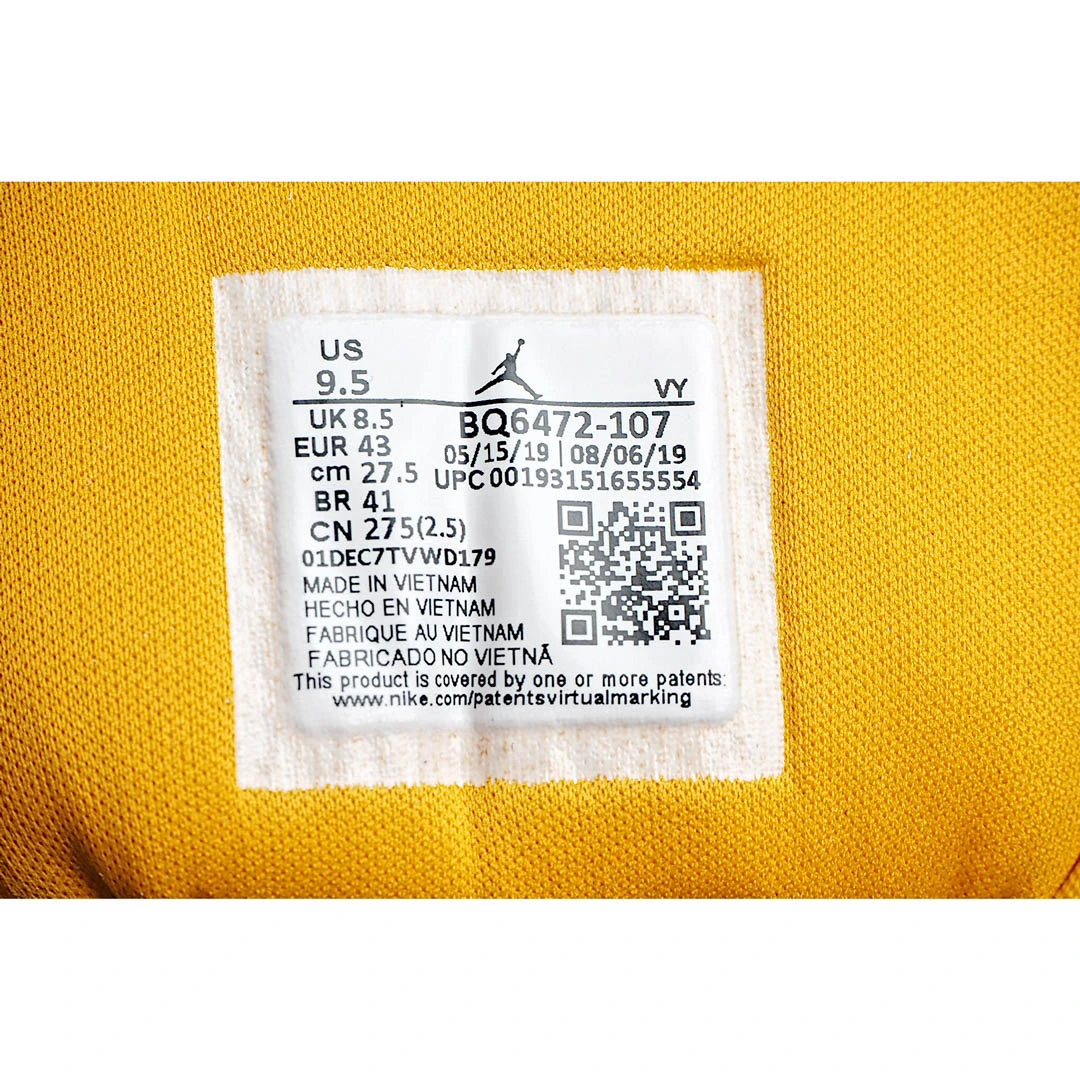 US
9.5
VY
UK 8.5
BQ6472-107
EUR 43
05/15/19 | 08/06/19
cm 27.5
UPC 00193151655554
BR 41
CN 275(2.5)
01DEC7TVWD179
MADE IN VIETNAM
HECHO EN VIETNAM
FABRIQUE AU VIETNAM
FABRICADO NO VIETNÃ
This product is covered by one or more patents:
www.nike.com/patentsvirtualmarking